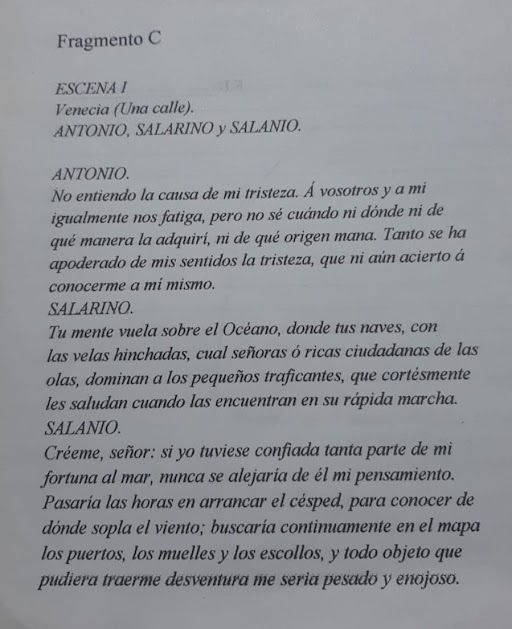 Fragmento C
ESCENA I
Venecia (Una calle).
ANTONIO, SALARINO y SALANIO.
ANTONIO.
No entiendo la causa de mi tristeza. Á vosotros y a mi
igualmente nos fatiga, pero no sé cuándo ni dónde ni de
qué manera la adquirí, ni de qué origen mana. Tanto se ha
apoderado de mis sentidos la tristeza, que ni aún acierto á
conocerme a mí mismo.
SALARINO.
Tu mente vuela sobre el Océano, donde tus naves, con
las velas hinchadas, cual señoras ó ricas ciudadanas de las
olas, dominan a los pequeños traficantes, que cortésmente
les saludan cuando las encuentran en su rápida marcha.
SALANIO.
Créeme, señor: si yo tuviese confiada tanta parte de mi
fortuna al mar, nunca se alejaría de él mi pensamiento.
Pasaría las horas en arrancar el césped, para conocer de
dónde sopla el viento; buscaría continuamente en el mapa
los puertos, los muelles y los escollos, y todo objeto que
pudiera traerme desventura me seria pesado y enojoso.